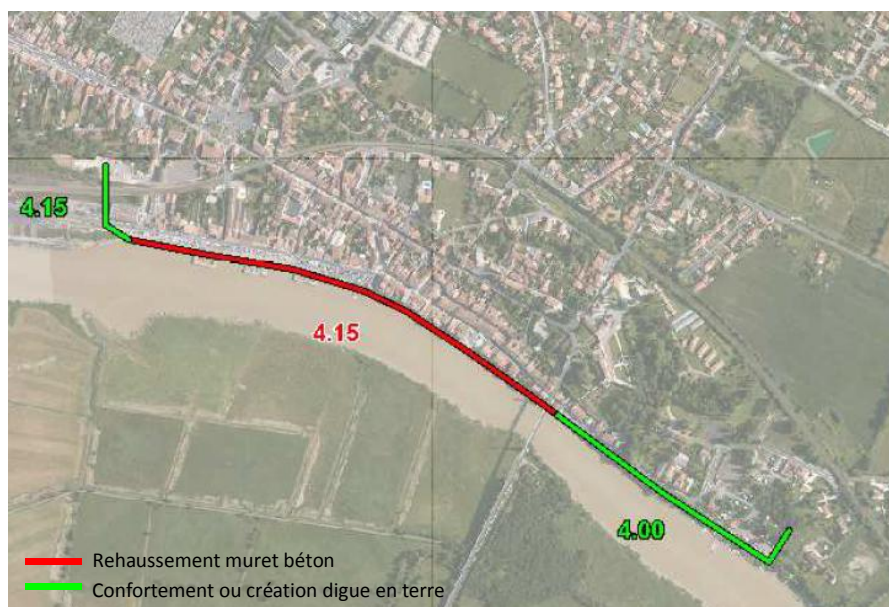 4.15
4.15
4.00
Rehaussement muret béton
Confortement ou création digue en terre